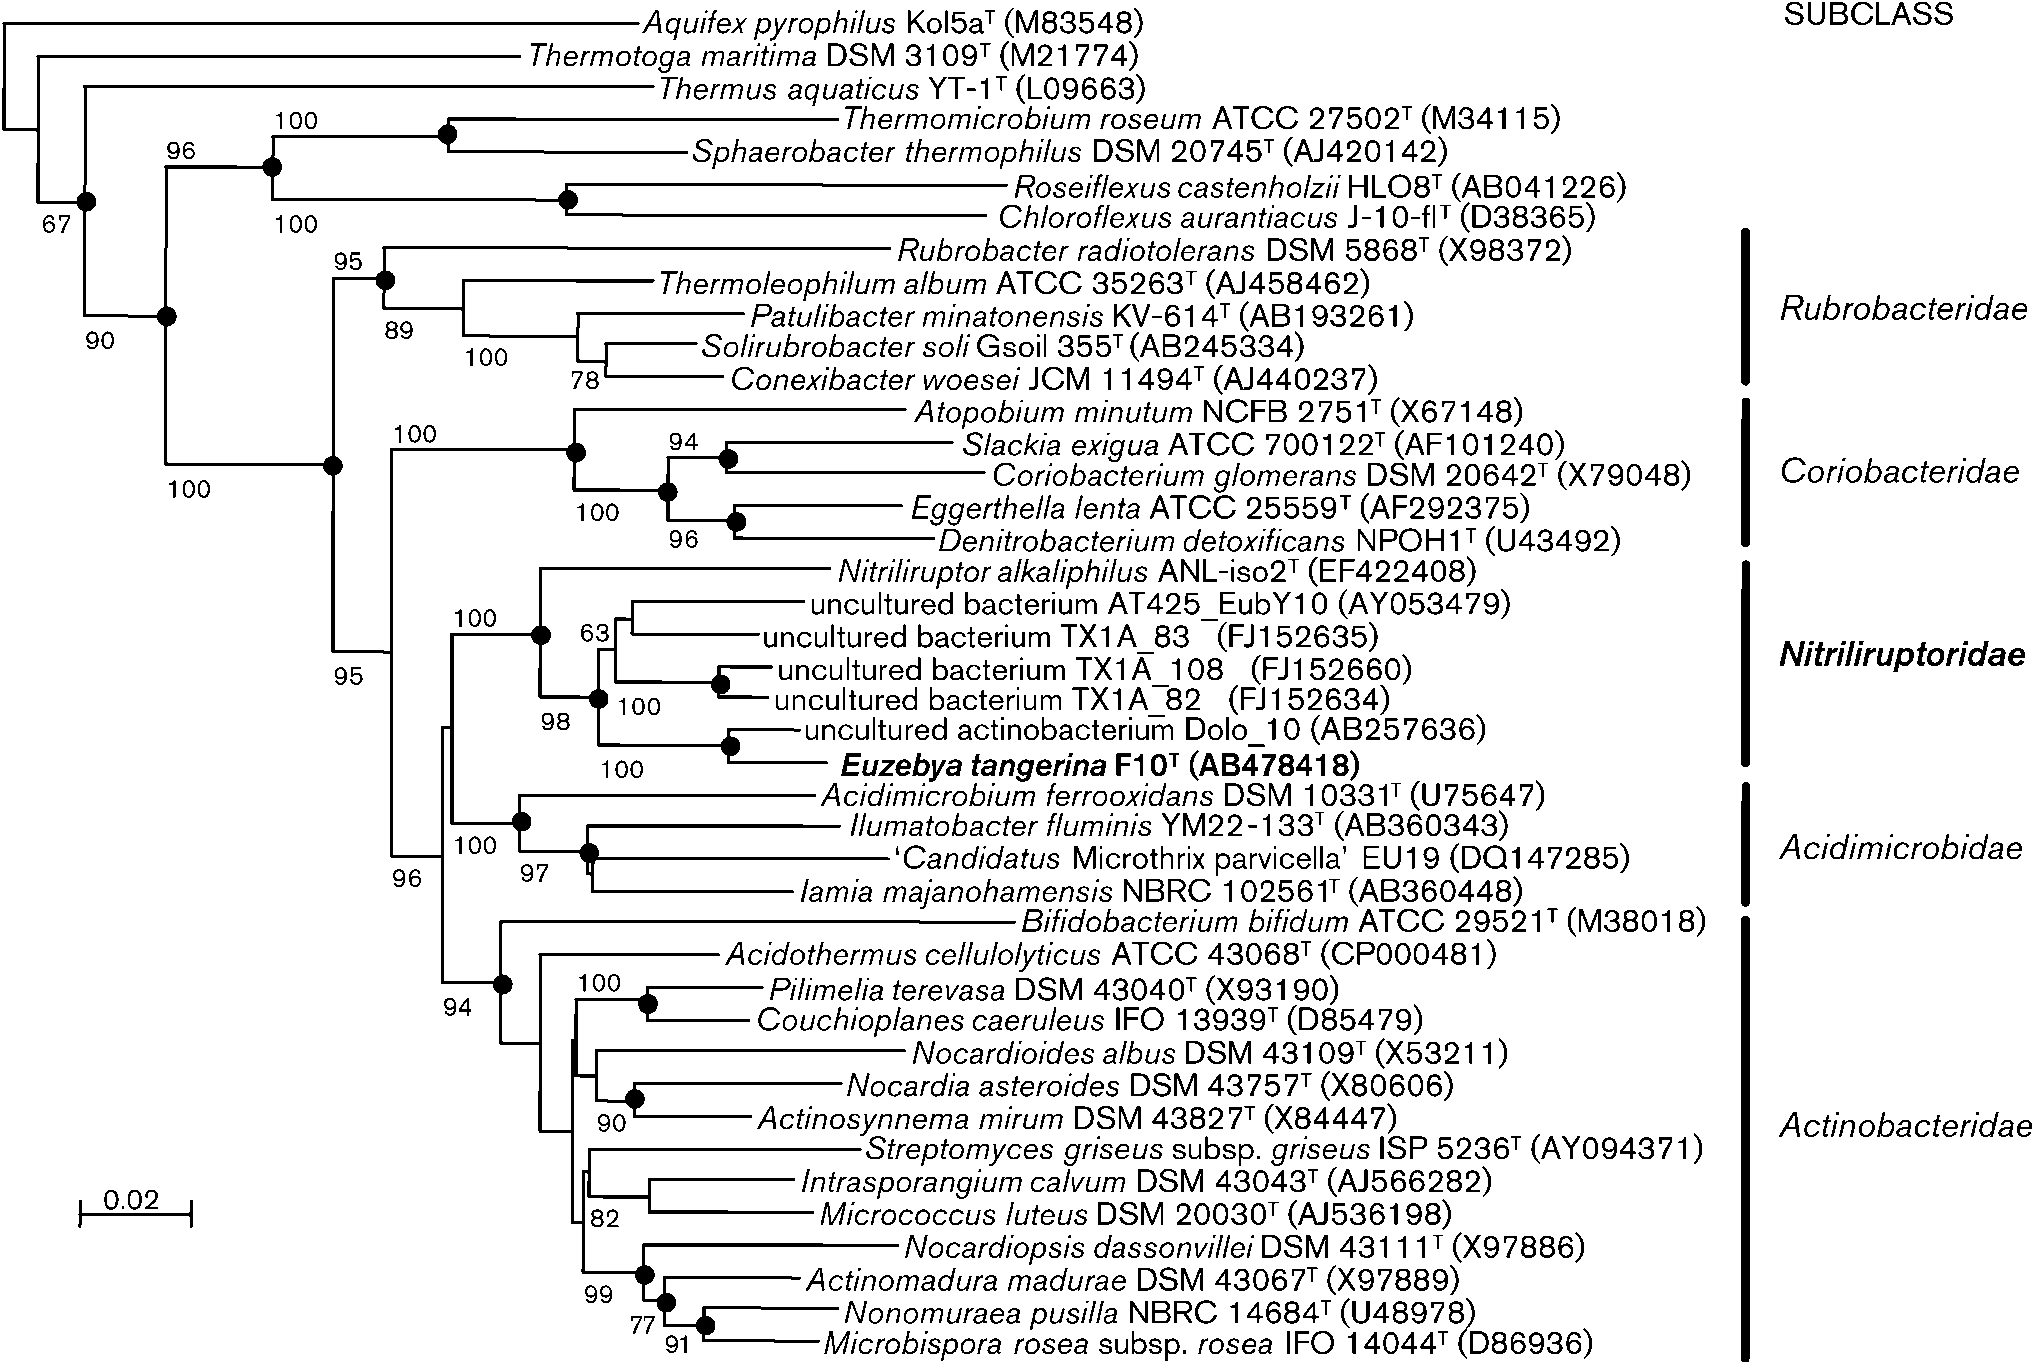 SUBCLASS
Aquifex pyrophilus Kol5aᵀ (M83548)
Thermotoga maritima DSM 3109ᵀ (M21774)
Thermus aquaticus YT-1ᵀ (L09663)
100
Thermomicrobium roseum ATCC 27502ᵀ (M34115)
96
Sphaerobacter thermophilus DSM 20745ᵀ (AJ420142)
Roseiflexus castenholzii HLO8ᵀ (AB041226)
67
100
Chloroflexus aurantiacus J-10-flᵀ (D38365)
95
Rubrobacter radiotolerans DSM 5868ᵀ (X98372)
Thermoleophilum album ATCC 35263ᵀ (AJ458462)
Rubrobacteridae
90
89
Patulibacter minatonensis KV-614ᵀ (AB193261)
100
Solirubrobacter soli Gsoil 355ᵀ (AB245334)
78
Conexibacter woesei JCM 11494ᵀ (AJ440237)
Atopobium minutum NCFB 2751ᵀ (X67148)
100
94
Slackia exigua ATCC 700122ᵀ (AF101240)
Coriobacteridae
100
Coriobacterium glomerans DSM 20642ᵀ (X79048)
100
Eggerthella lenta ATCC 25559ᵀ (AF292375)
96
Denitrobacterium detoxificans NPOH1ᵀ (U43492)
Nitriliruptor alkaliphilus ANL-iso2ᵀ (EF422408)
100
uncultured bacterium AT425_EubY10 (AY053479)
63
uncultured bacterium TX1A_83 (FJ152635)
Nitriliruptoridae
95
uncultured bacterium TX1A_108 (FJ152660)
98
100
uncultured bacterium TX1A_82 (FJ152634)
uncultured actinobacterium Dolo_10 (AB257636)
100
Euzebya tangerina F10ᵀ (AB478418)
Acidimicrobium ferrooxidans DSM 10331ᵀ (U75647)
100
Ilumatobacter fluminis YM22-133ᵀ (AB360343)
Acidimicrobidae
96
97
‘Candidatus Microthrix parvicella’ EU19 (DQ147285)
Iamia majanohamensis NBRC 102561ᵀ (AB360448)
Bifidobacterium bifidum ATCC 29521ᵀ (M38018)
Acidothermus cellulolyticus ATCC 43068ᵀ (CP000481)
94
100
Pilimelia terevasa DSM 43040ᵀ (X93190)
Couchioplanes caeruleus IFO 13939ᵀ (D85479)
Nocardioides albus DSM 43109ᵀ (X53211)
Nocardia asteroides DSM 43757ᵀ (X80606)
90
Actinosynnema mirum DSM 43827ᵀ (X84447)
Actinobacteridae
Streptomyces griseus subsp. griseus ISP 5236ᵀ (AY094371)
Intrasporangium calvum DSM 43043ᵀ (AJ566282)
0.02
82
Micrococcus luteus DSM 20030ᵀ (AJ536198)
Nocardiopsis dassonvillei DSM 43111ᵀ (X97886)
99
Actinomadura madurae DSM 43067ᵀ (X97889)
77
Nonomuraea pusilla NBRC 14684ᵀ (U48978)
91
Microbispora rosea subsp. rosea IFO 14044ᵀ (D86936)